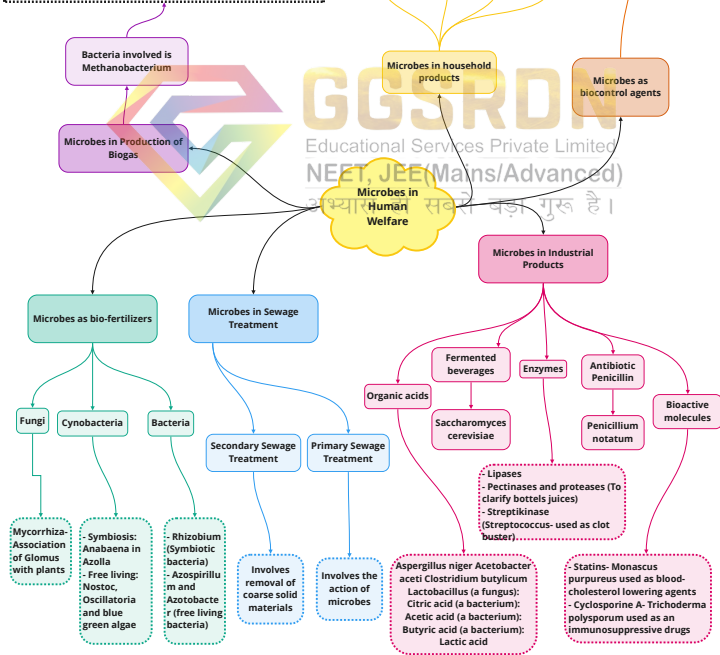 Bacteria involved is
Methanobacterium
Microbes in household
products
Microbes as
biocontrol agents
Microbes in Production of
Biogas
GGSRDN
Educational Services Private Limited
NEET, JEE(Mains/Advanced)
अभ्यास ही सबसे बड़ा गुरू है।
Microbes in
Human
Welfare
Microbes in Industrial
Products
Microbes as bio-fertilizers
Microbes in Sewage
Treatment
Fungi
Cynobacteria
Bacteria
Secondary Sewage
Treatment
Primary Sewage
Treatment
Organic acids
Fermented
beverages
Enzymes
Antibiotic
Penicillin
Bioactive
molecules
Saccharomyces
cerevisiae
Penicillium
notatum
Mycorrhiza-
Association
of Glomus
with plants
- Symbiosis:
Anabaena in
Azolla
- Free living:
Nostoc,
Oscillatoria
and blue
green algae
- Rhizobium
(Symbiotic
bacteria)
- Azospirillu
m and
Azotobacte
r (free living
bacteria)
Involves
removal of
coarse solid
materials
Involves the
action of
microbes
- Lipases
- Pectinases and proteases (To
clarify bottels juices)
- Streptikinase
(Streptococcus- used as clot
buster)
Aspergillus niger Acetobacter
aceti Clostridium butylicum
Lactobacillus (a fungus):
Citric acid (a bacterium):
Acetic acid (a bacterium):
Butyric acid (a bacterium):
Lactic acid
- Statins- Monascus
purpureus used as blood-
cholesterol lowering agents
- Cyclosporine A- Trichoderma
polysporum used as an
immunosuppressive drugs